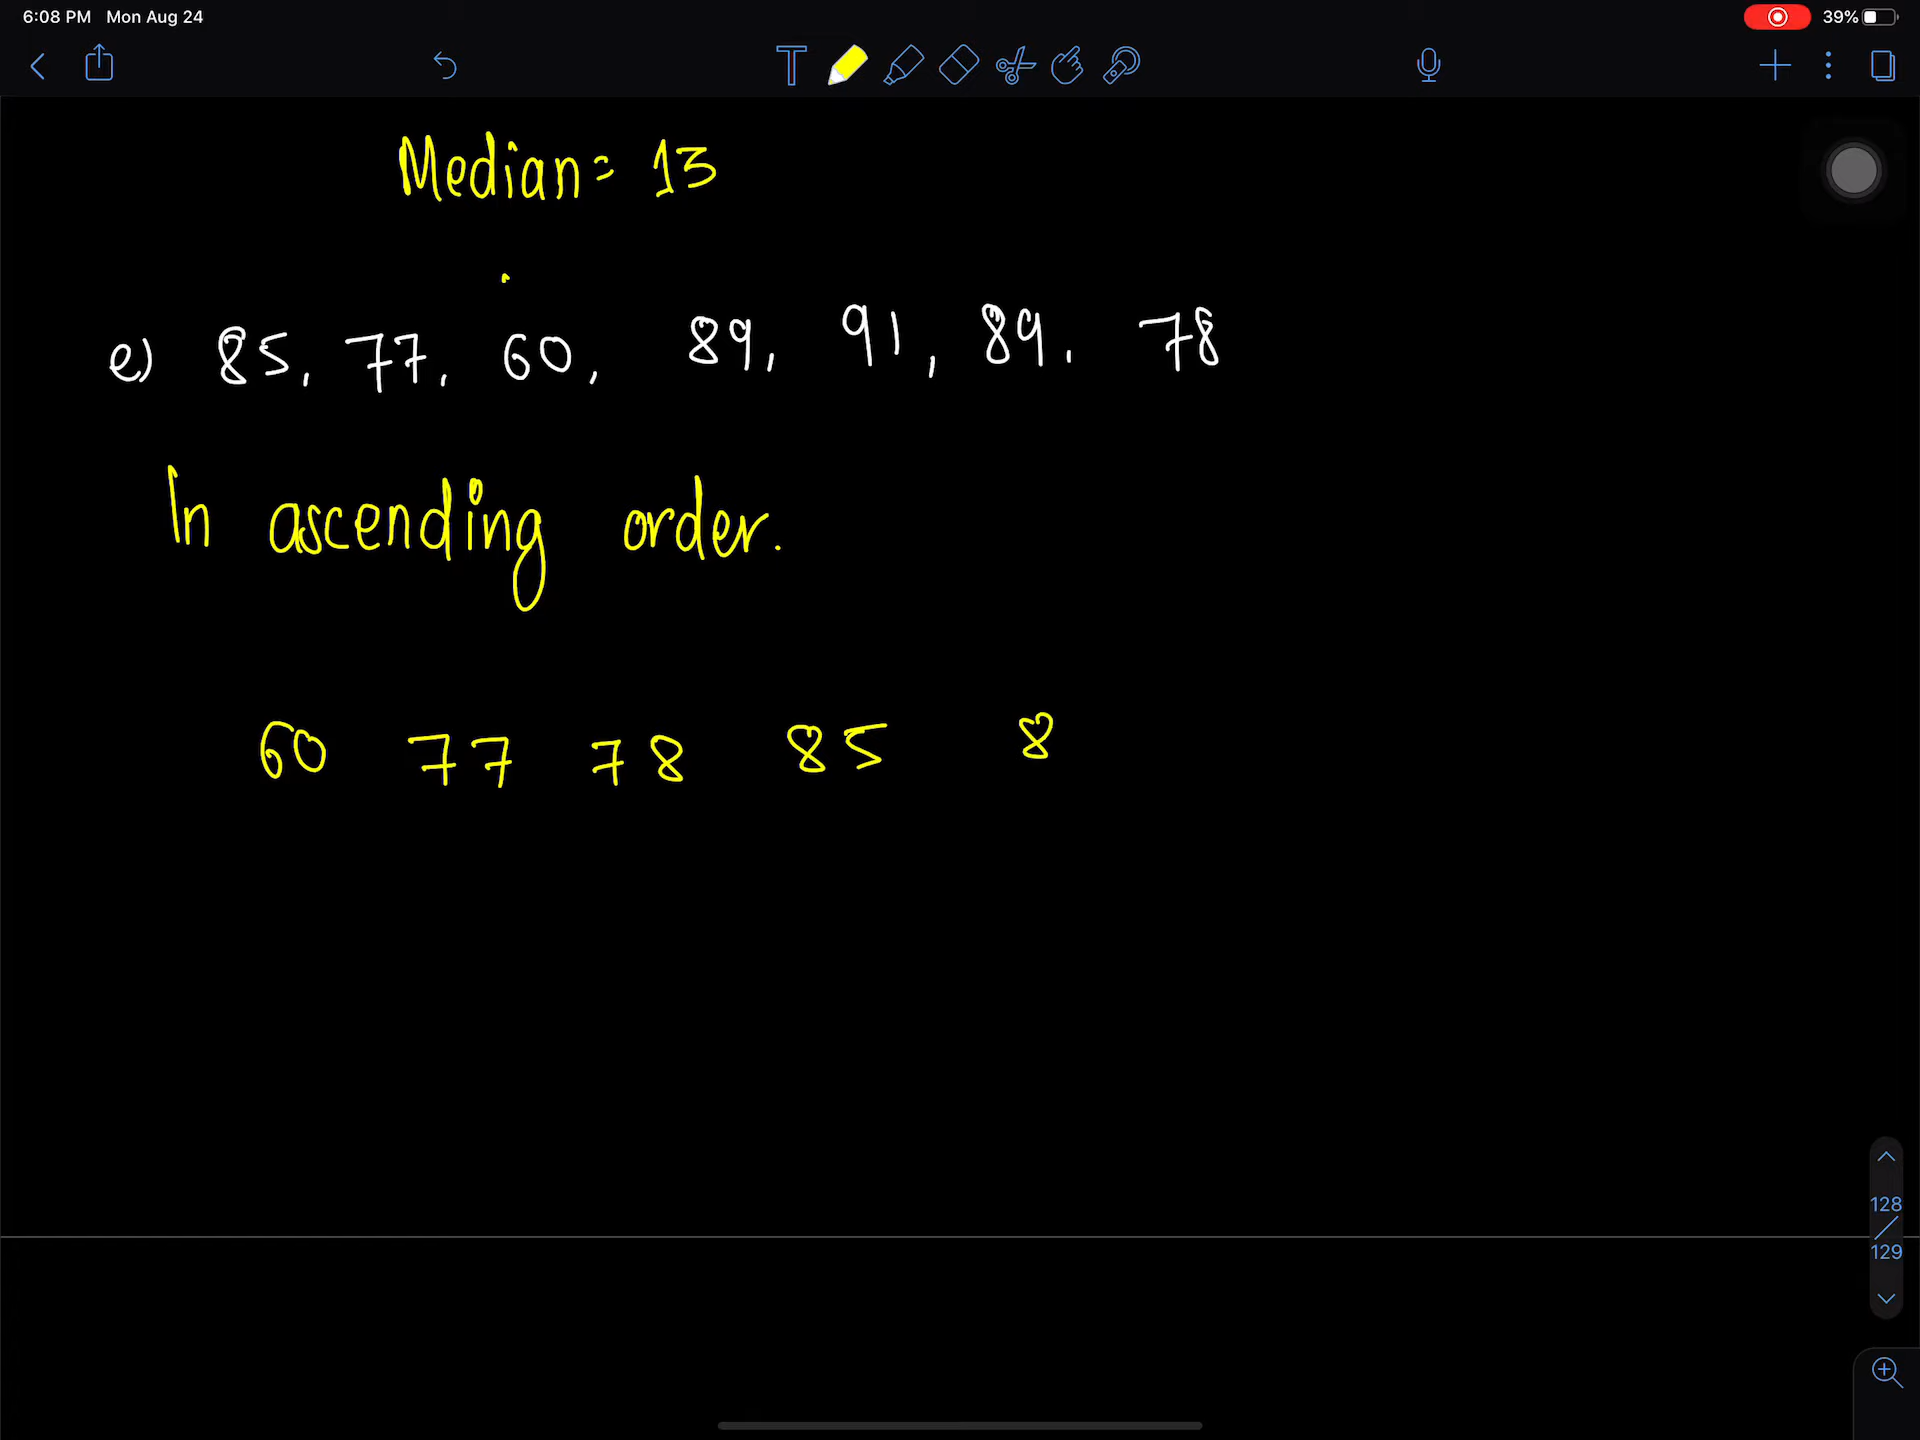 6:08 PM Mon Aug 24 39%
T
Median = 13
e) 85, 77, 60, 89, 91, 89. 78
In ascending order.
60 77 78 85 8
128
129